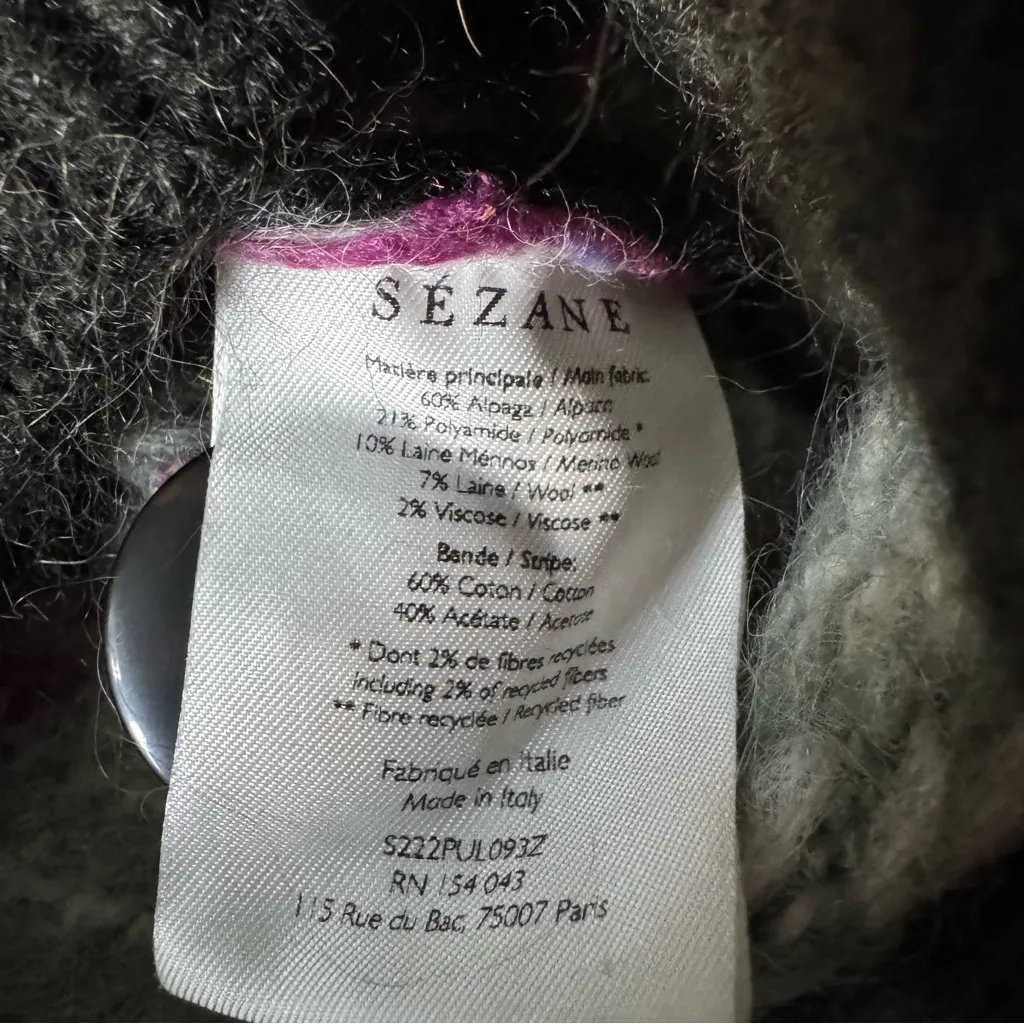 SÉZANE
Matière principale / Main fabric:
60% Alpaga / Alpaca
21% Polyamide / Polyamide *
10% Laine Mérinos / Merino Wool
7% Laine / Wool **
2% Viscose / Viscose **
Bande / Stripe:
60% Coton / Cotton
40% Acétate / Acetate
* Dont 2% de fibres recyclées
including 2% of recycled fibers
** Fibre recyclée / Recycled fiber
Fabriqué en Italie
Made in Italy
S222PUL093Z
RN 154 043
115 Rue du Bac, 75007 Paris